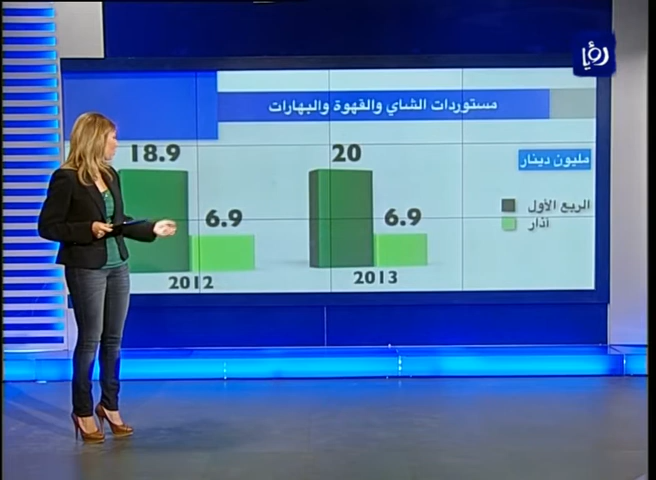 رؤيا
مستوردات الشاي والقهوة والبهارات
مليون دينار
18.9
20
الربع الأول
آذار
6.9
6.9
2012
2013